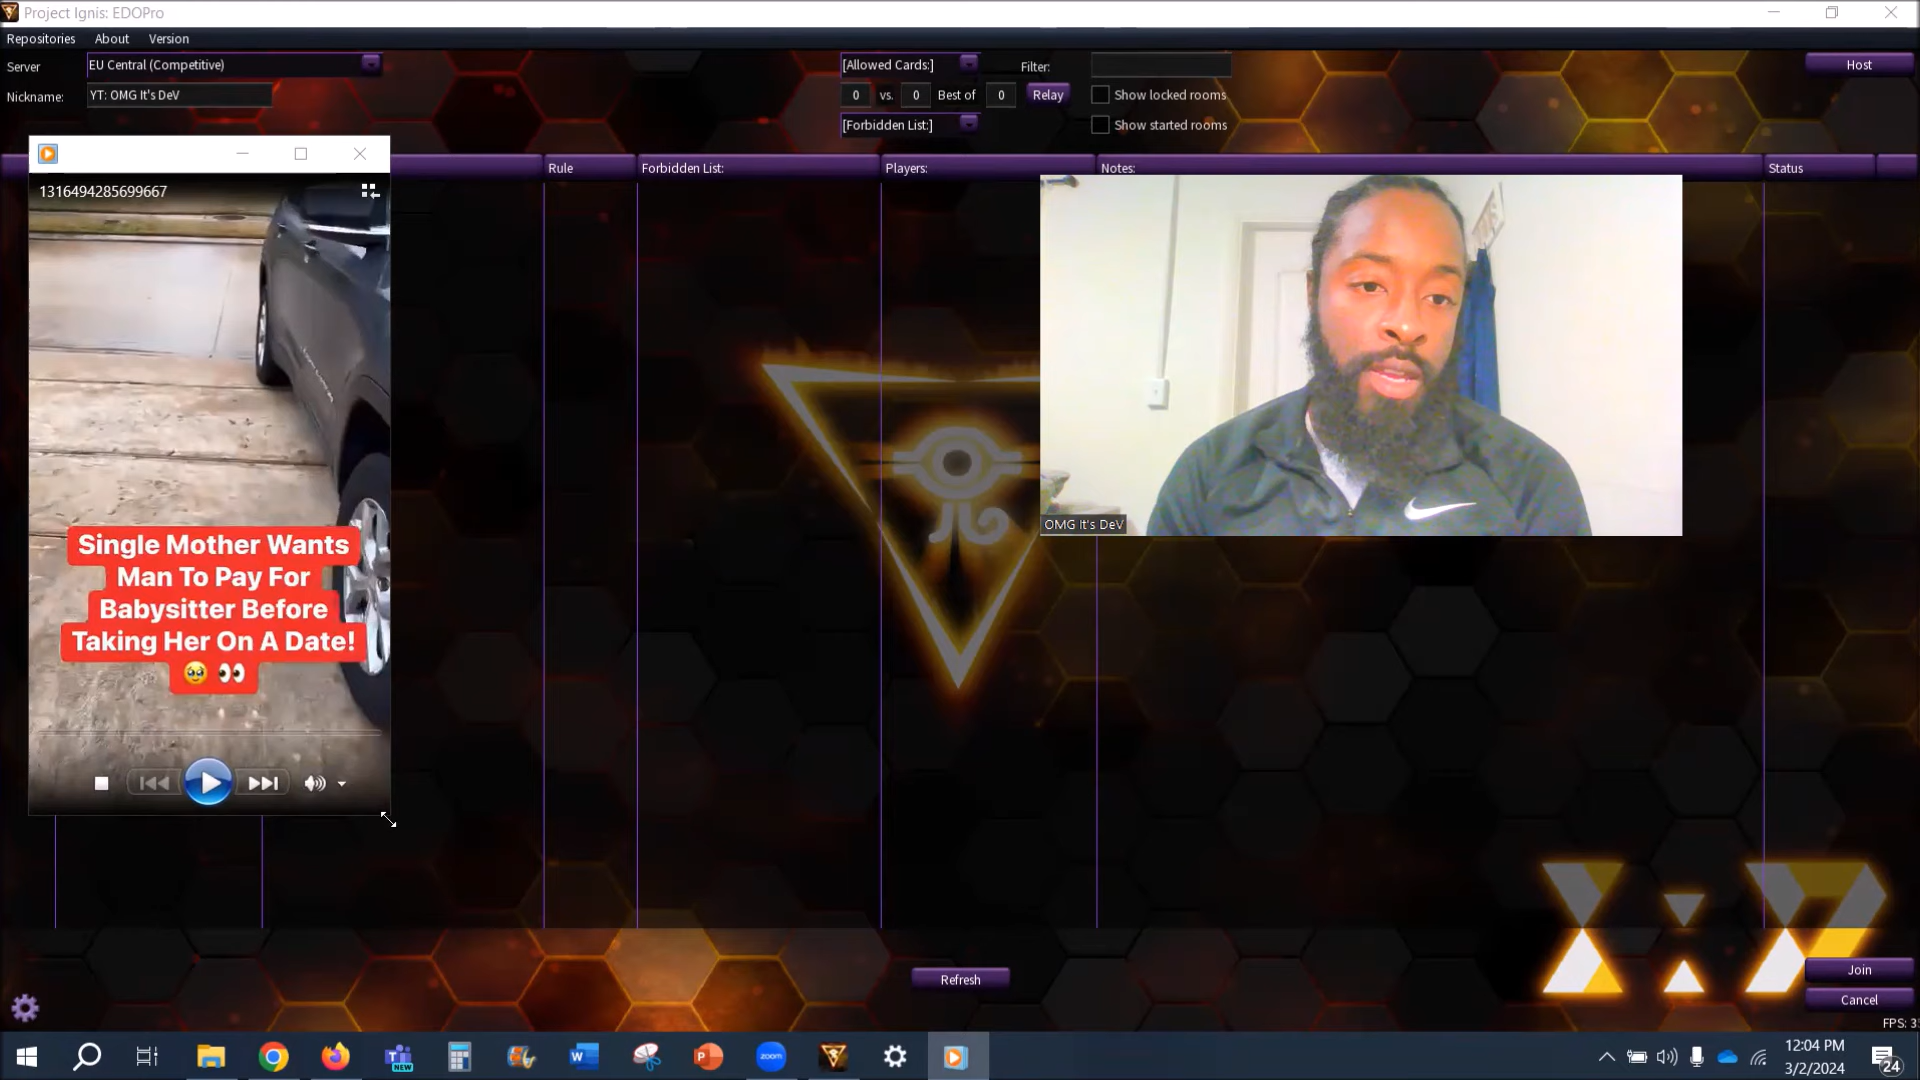 Project Ignis: EDOPro
Repositories About Version
Server EU Central (Competitive) [Allowed Cards:] Filter: Host
Nickname: YT: OMG It's DeV 0 vs. 0 Best of 0 Relay Show locked rooms
[Forbidden List:] Show started rooms
Rule Forbidden List: Players: Notes: Status
1316494285699667
OMG It's DeV
Single Mother Wants
Man To Pay For
Babysitter Before
Taking Her On A Date!
🥹 👀
Refresh
Join
Cancel
FPS: 3
NEW
zoom
12:04 PM
3/2/2024
24